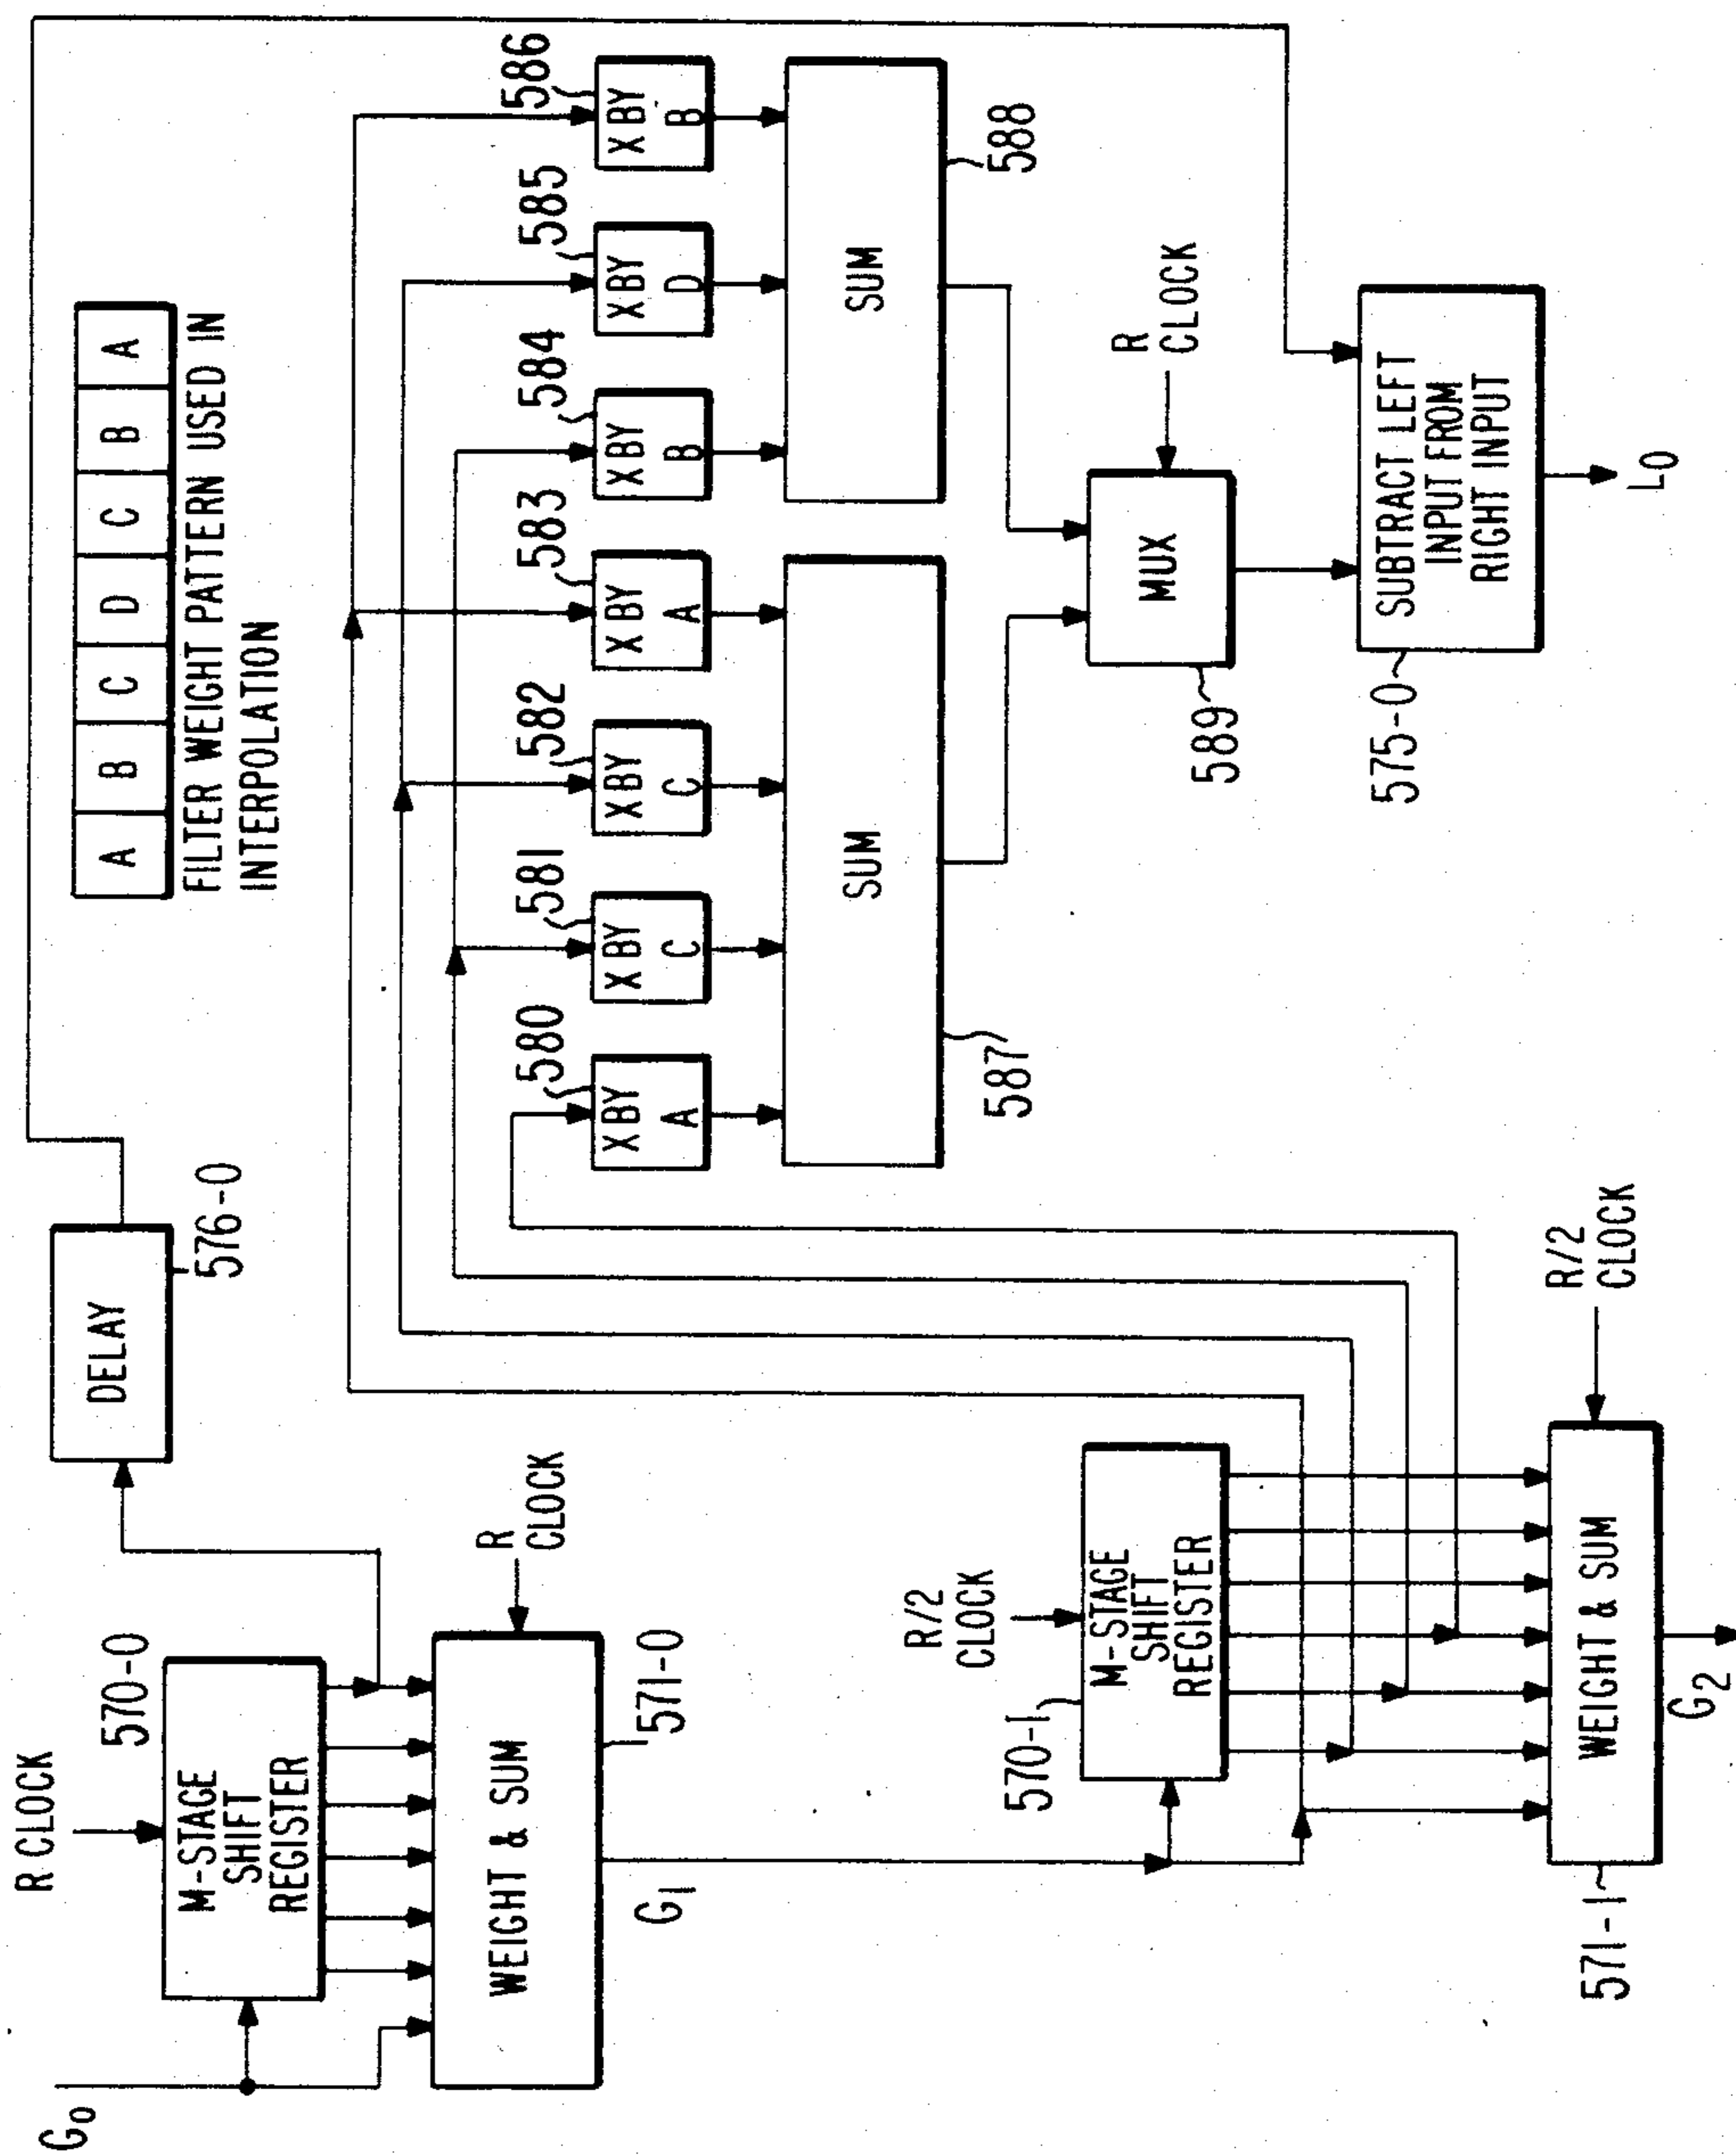 G0
R CLOCK
M-STAGE
SHIFT
REGISTER
570-0
DELAY
576-0
WEIGHT & SUM
R
CLOCK
571-0
G1
A B C D C B A
FILTER WEIGHT PATTERN USED IN
INTERPOLATION
580
581
582
583
584
585
586
X BY
A
X BY
C
X BY
C
X BY
A
X BY
B
X BY
D
X BY
B
SUM
587
SUM
588
R
CLOCK
MUX
589
SUBTRACT LEFT
INPUT FROM
RIGHT INPUT
575-0
L0
R/2
CLOCK
M-STAGE
SHIFT
REGISTER
570-1
R/2
CLOCK
WEIGHT & SUM
571-1
G2